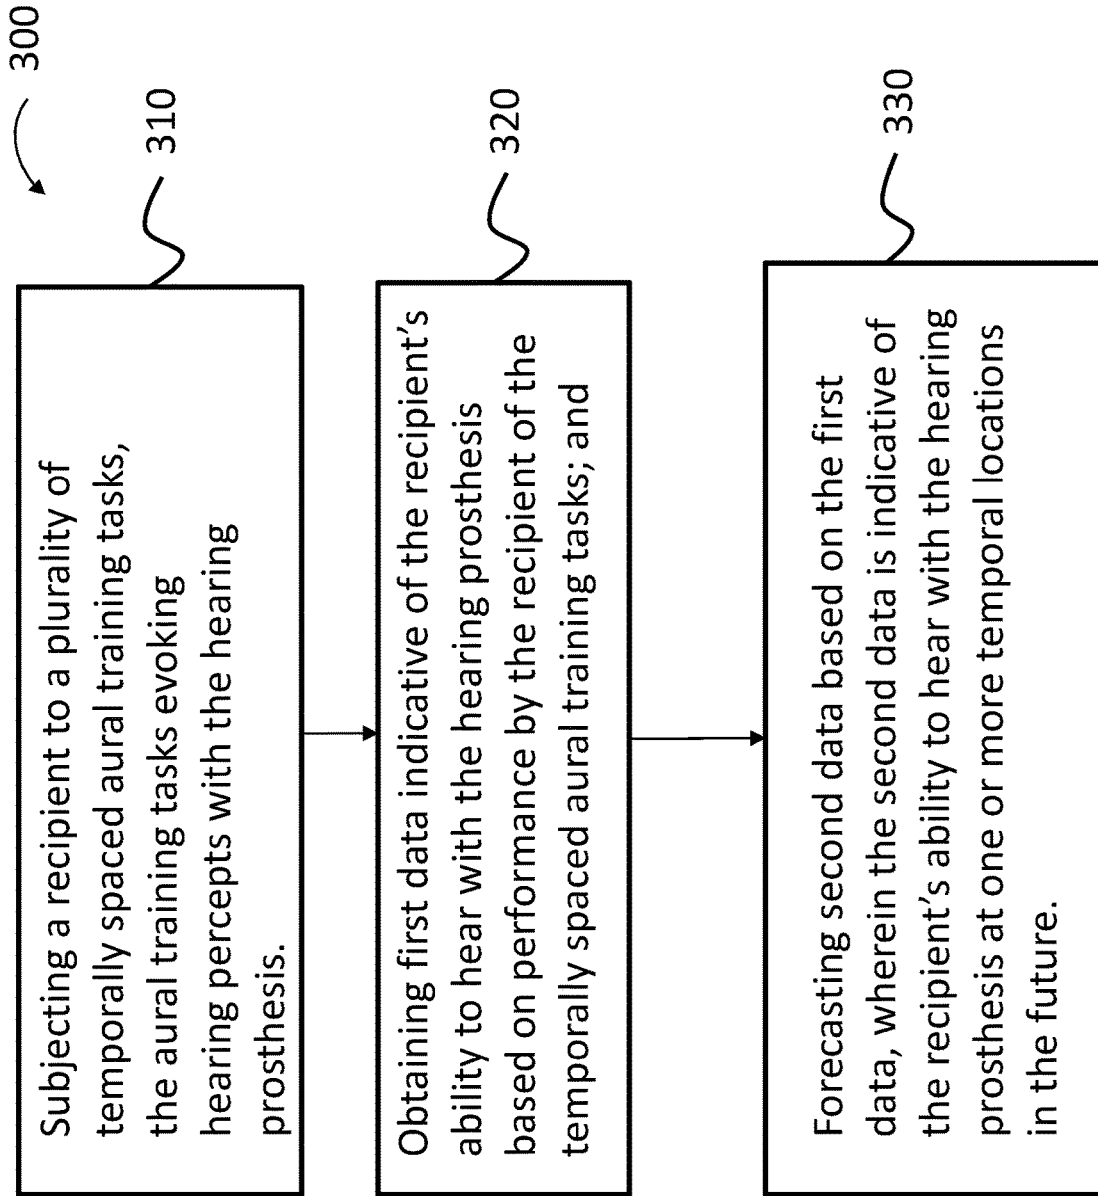 300
310
Subjecting a recipient to a plurality of
temporally spaced aural training tasks,
the aural training tasks evoking
hearing percepts with the hearing
prosthesis.
320
Obtaining first data indicative of the recipient's
ability to hear with the hearing prosthesis
based on performance by the recipient of the
temporally spaced aural training tasks; and
330
Forecasting second data based on the first
data, wherein the second data is indicative of
the recipient's ability to hear with the hearing
prosthesis at one or more temporal locations
in the future.